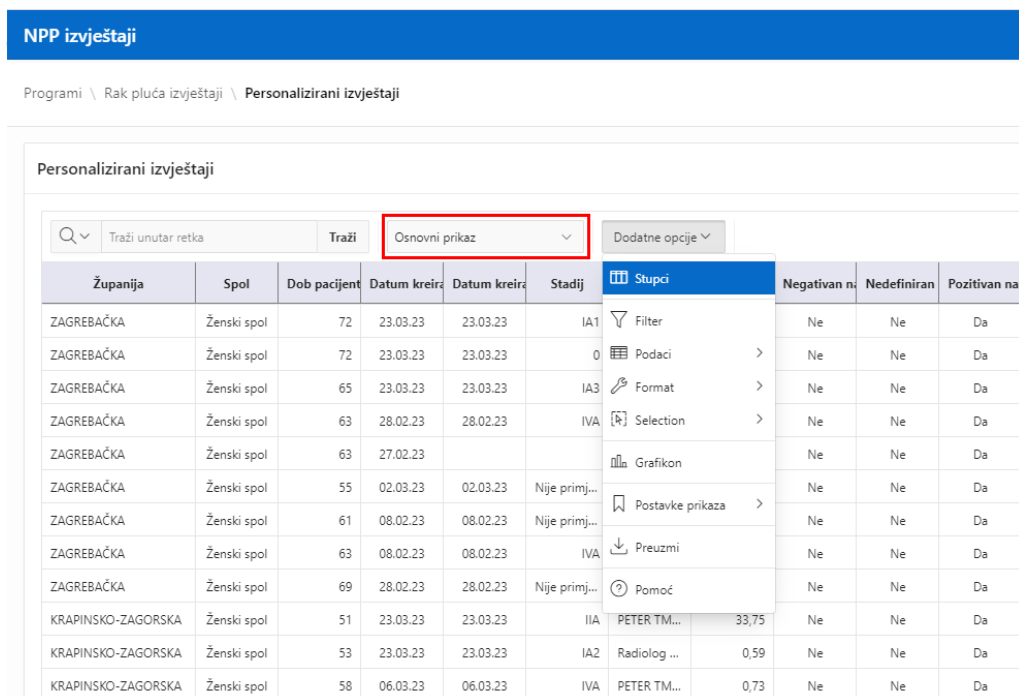 NPP izvještaji
Programi \ Rak pluća izvještaji \ Personalizirani izvještaji
Personalizirani izvještaji
Traži unutar retka Traži Osnovni prikaz Dodatne opcije
Županija Spol Dob pacijent Datum kreira Datum kreira Stadij Negativan na Nedefiniran Pozitivan na
Stupci
ZAGREBAČKA Ženski spol 72 23.03.23 23.03.23 IA1 Filter Ne Ne Da
ZAGREBAČKA Ženski spol 72 23.03.23 23.03.23 0 Podaci Ne Ne Da
ZAGREBAČKA Ženski spol 65 23.03.23 23.03.23 IA3 Format Ne Ne Da
ZAGREBAČKA Ženski spol 63 28.02.23 28.02.23 IVA Selection Ne Ne Da
ZAGREBAČKA Ženski spol 63 27.02.23 Grafikon Ne Ne Da
ZAGREBAČKA Ženski spol 55 02.03.23 02.03.23 Nije primj... Ne Ne Da
Postavke prikaza
ZAGREBAČKA Ženski spol 61 08.02.23 08.02.23 Nije primj... Ne Ne Da
ZAGREBAČKA Ženski spol 63 08.02.23 08.02.23 IVA Preuzmi Ne Ne Da
ZAGREBAČKA Ženski spol 69 28.02.23 28.02.23 Nije primj... Pomoć Ne Ne Da
KRAPINSKO-ZAGORSKA Ženski spol 51 23.03.23 23.03.23 IIA PETER TM... 33,75 Ne Ne Da
KRAPINSKO-ZAGORSKA Ženski spol 53 23.03.23 23.03.23 IA2 Radiolog ... 0,59 Ne Ne Da
KRAPINSKO-ZAGORSKA Ženski spol 58 06.03.23 06.03.23 IVA PETER TM... 0,73 Ne Ne Da